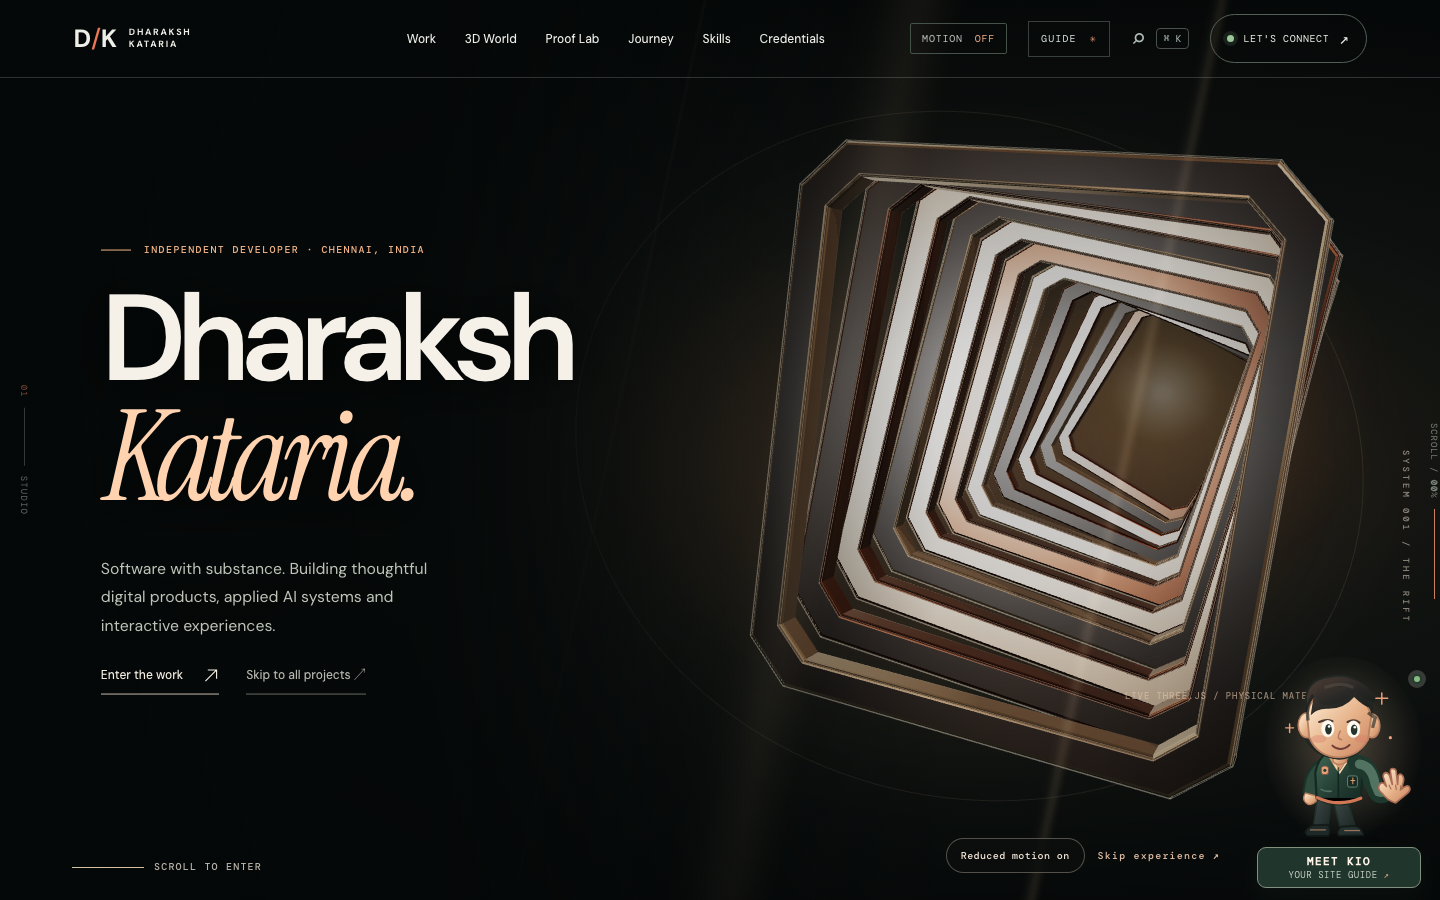 D/K DHARAKSH
KATARIA
Work 3D World Proof Lab Journey Skills Credentials
MOTION OFF
GUIDE
⌘ K
LET'S CONNECT ↗
INDEPENDENT DEVELOPER · CHENNAI, INDIA
Dharaksh
Kataria.
Software with substance. Building thoughtful
digital products, applied AI systems and
interactive experiences.
Enter the work
Skip to all projects
01
STUDIO
SCROLL / 00%
SYSTEM 001 / THE RIFT
LIVE THREE.JS / PHYSICAL MATE
SCROLL TO ENTER
Reduced motion on
Skip experience ↗
MEET KIO
YOUR SITE GUIDE ↗